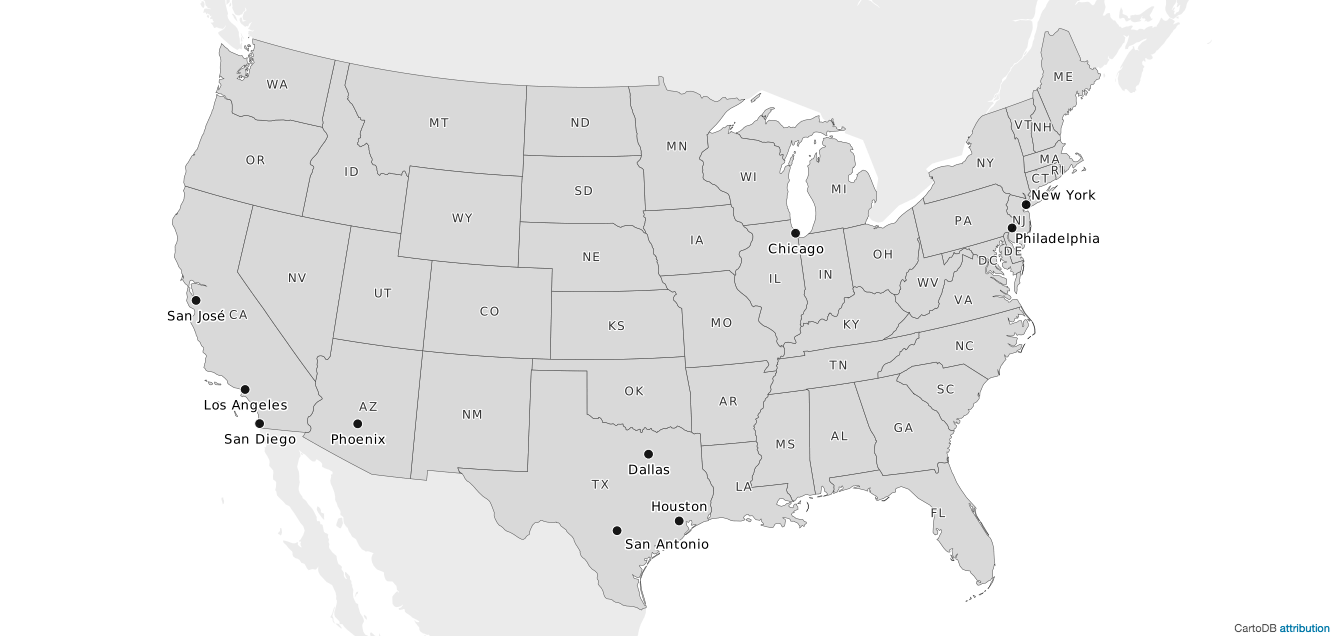 WA
ME
MT
ND
VT
NH
MN
OR
MA
NY
ID
RI
WI
CT
MI
SD
New York
WY
PA
NJ
Philadelphia
IA
Chicago
DE
OH
NE
DC
IN
NV
IL
WV
UT
VA
San José
CA
CO
MO
KY
KS
NC
TN
OK
SC
Los Angeles
AZ
AR
NM
GA
San Diego
Phoenix
AL
MS
Dallas
TX
LA
Houston
FL
San Antonio
CartoDB attribution